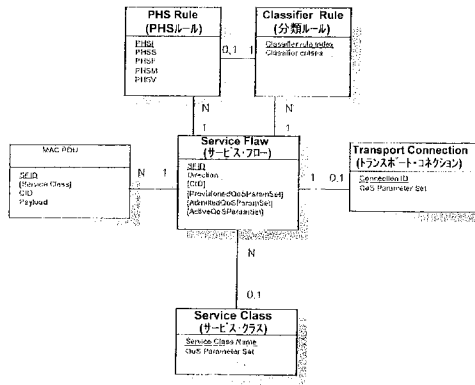 PHS Rule
(PHSルール)
PHSI
PHSS
PHSF
PHSM
PHSV
0,1
1
Classifier Rule
(分類ルール)
Classifier rule index
Classifier criteria
N
N
1
1
MAC PDU
SFID
[Service Class]
CID
Payload
N
1
Service Flaw
(サービス・フロー)
SFID
Direction
[CID]
[ProvisionedQoSParamSet]
[AdmittedQoSParamSet]
[ActiveQoSParamSet]
1
0,1
Transport Connection
(トランスポート・コネクション)
Connection ID
QoS Parameter Set
N
0,1
Service Class
(サービス・クラス)
Service Class Name
QoS Parameter Set